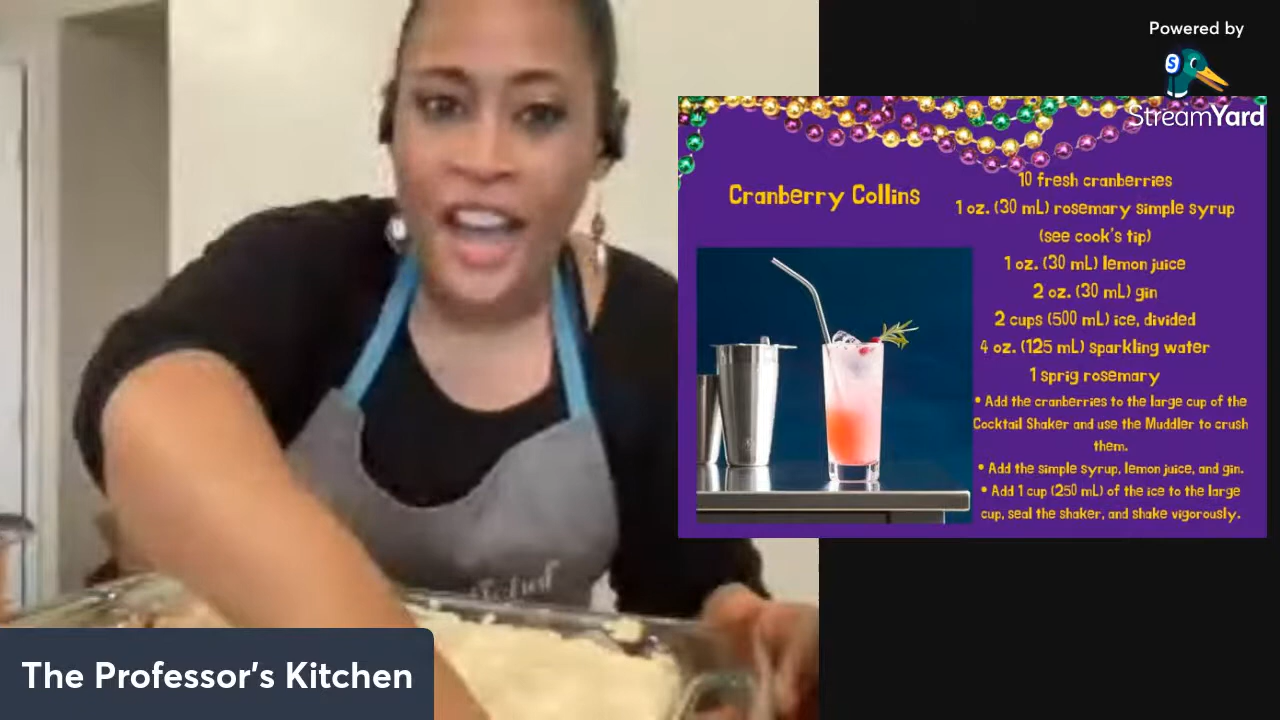 Powered by
StreamYard
Cranberry Collins
10 fresh cranberries
1 oz. (30 mL) rosemary simple syrup
(see cook's tip)
1 oz. (30 mL) lemon juice
2 oz. (30 mL) gin
2 cups (500 mL) ice, divided
4 oz. (125 mL) sparkling water
1 sprig rosemary
• Add the cranberries to the large cup of the
Cocktail Shaker and use the Muddler to crush
them.
• Add the simple syrup, lemon juice, and gin.
• Add 1 cup (250 mL) of the ice to the large
cup, seal the shaker, and shake vigorously.
The Professor's Kitchen